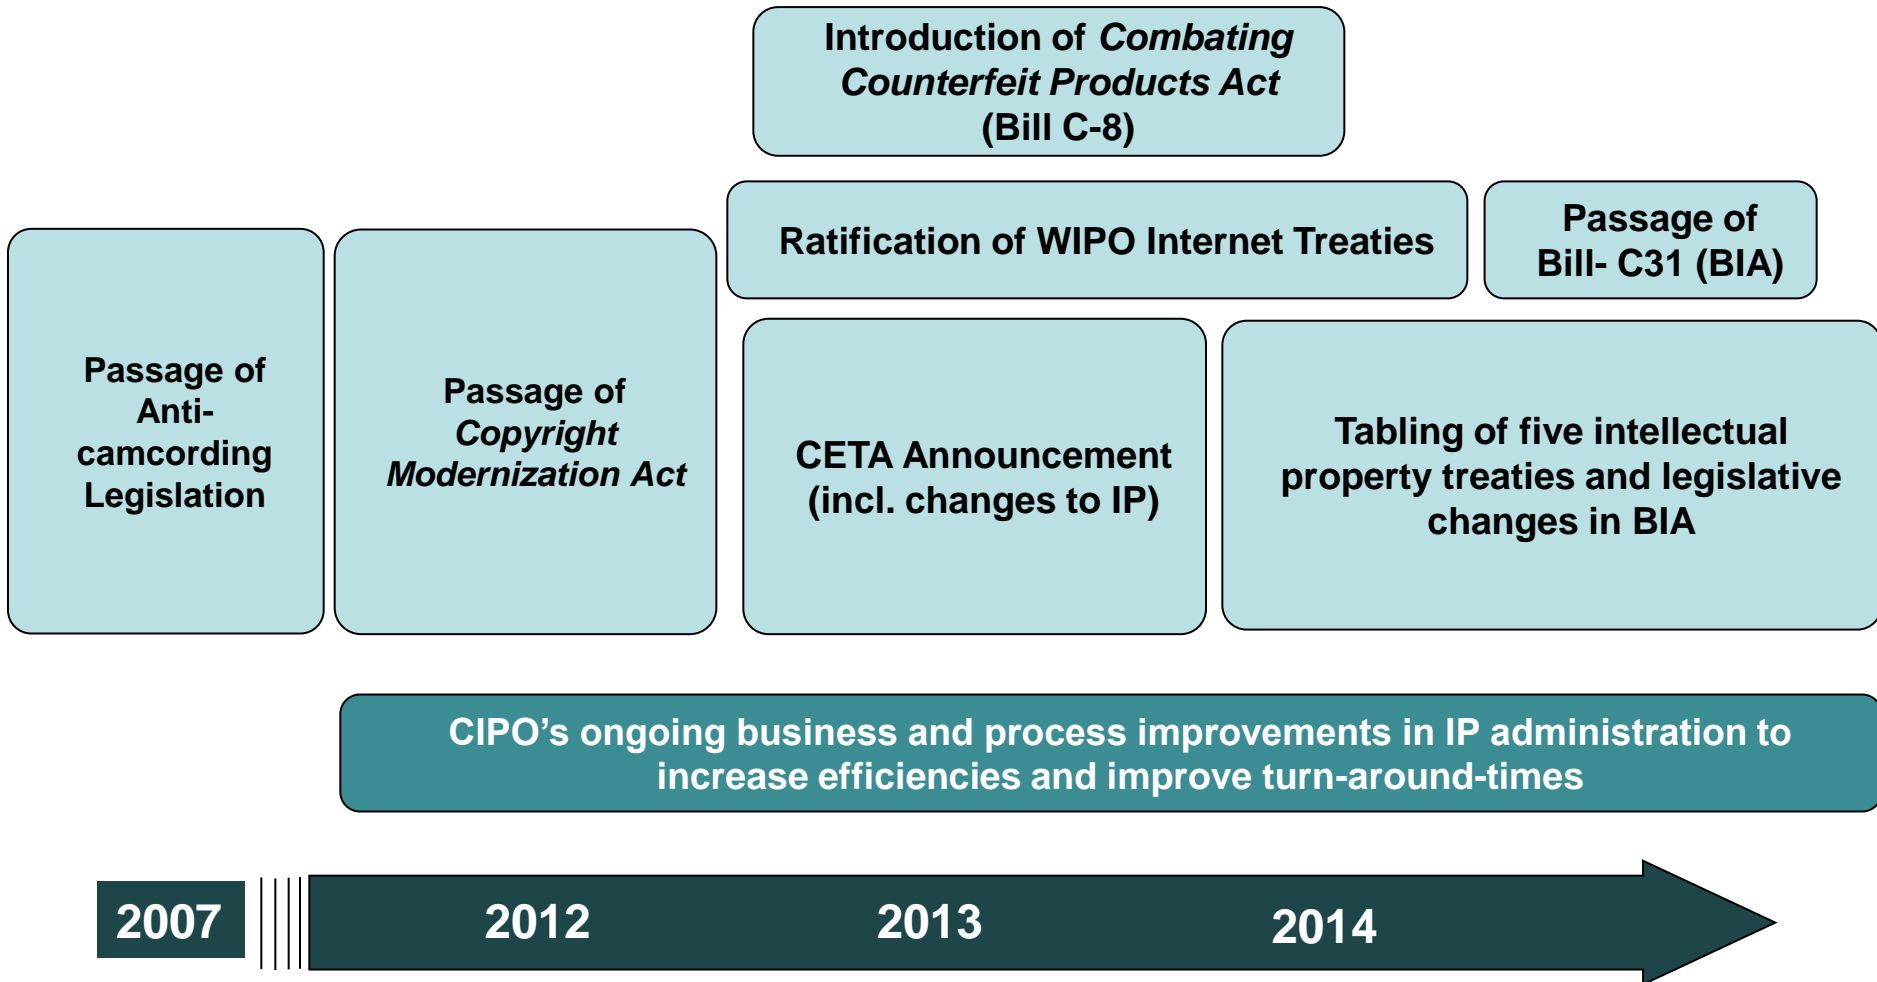 Introduction of Combating
Counterfeit Products Act
(Bill C-8)
Ratification of WIPO Internet Treaties
Passage of
Bill- C31 (BIA)
Passage of
Anti-
camcording
Legislation
Passage of
Copyright
Modernization Act
CETA Announcement
(incl. changes to IP)
Tabling of five intellectual
property treaties and legislative
changes in BIA
CIPO’s ongoing business and process improvements in IP administration to
increase efficiencies and improve turn-around-times
2007
2012
2013
2014